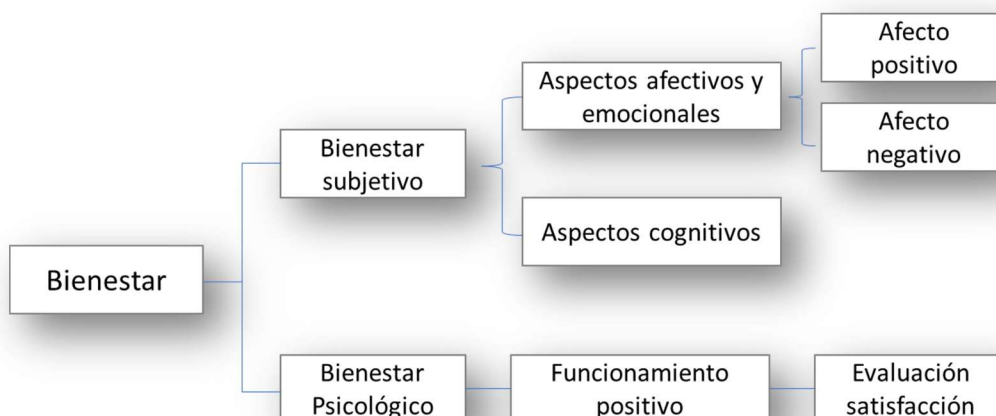 Afecto
positivo
Aspectos afectivos y
emocionales
Afecto
negativo
Bienestar
subjetivo
Aspectos cognitivos
Bienestar
Bienestar
Psicológico
Funcionamiento
positivo
Evaluación
satisfacción